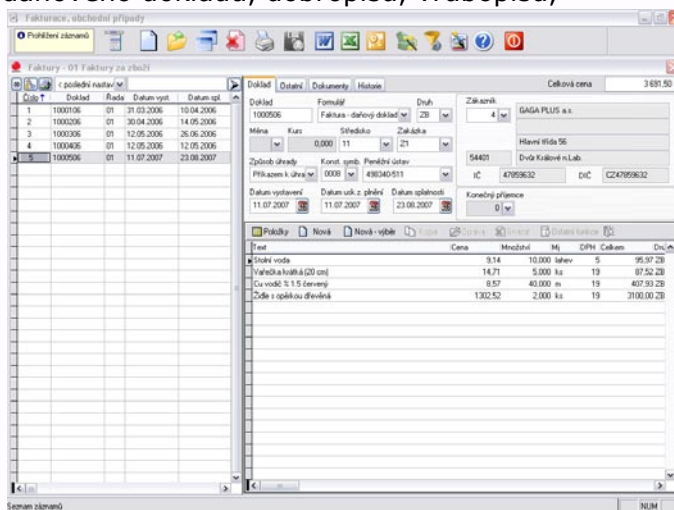 daňového dokladu, dobropisu, vrubopisu,
Fakturace, obchodní případy
Prohlížení záznamů
Faktury - 01 Faktury za zboží
< poslední nastav
Číslo Doklad Řada Datum vyst. Datum spl.
1 1000106 01 31.03.2006 10.04.2006
2 1000206 01 30.04.2006 14.05.2006
3 1000306 01 12.05.2006 26.06.2006
4 1000406 01 12.05.2006 12.05.2006
5 1000506 01 11.07.2007 23.08.2007
Doklad Ostatní Dokumenty Historie Celková cena 3 691,50
Doklad Formulář Druh Zákazník
1000506 Faktura - daňový doklad ZB 4 GAGA PLUS a.s.
Měna Kurs Středisko Zakázka
0,000 11 Z1 Hlavní třída 56
Způsob úhrady Konst. symb. Peněžní ústav 54401 Dvůr Králové n.Lab.
Příkazem k úhra 0008 498340-511 IČ 47859632 DIČ CZ47859632
Datum vystavení Datum usk.z. plnění Datum splatnosti Konečný příjemce
11.07.2007 11.07.2007 23.08.2007 0
Položky Nová Nová - výběr Kopie Oprava Smazat Ostatní funkce
Text Cena Množství Mj DPH Celkem Dru
Stolní voda 9,14 10,000 lahev 5 95,97 ZB
Vařečka krátká (20 cm) 14,71 5,000 ks 19 87,52 ZB
Cu vodič % 1.5 červený 8,57 40,000 m 19 407,93 ZB
Židle s opěrkou dřevěná 1302,52 2,000 ks 19 3100,00 ZB
Seznam záznamů NUM